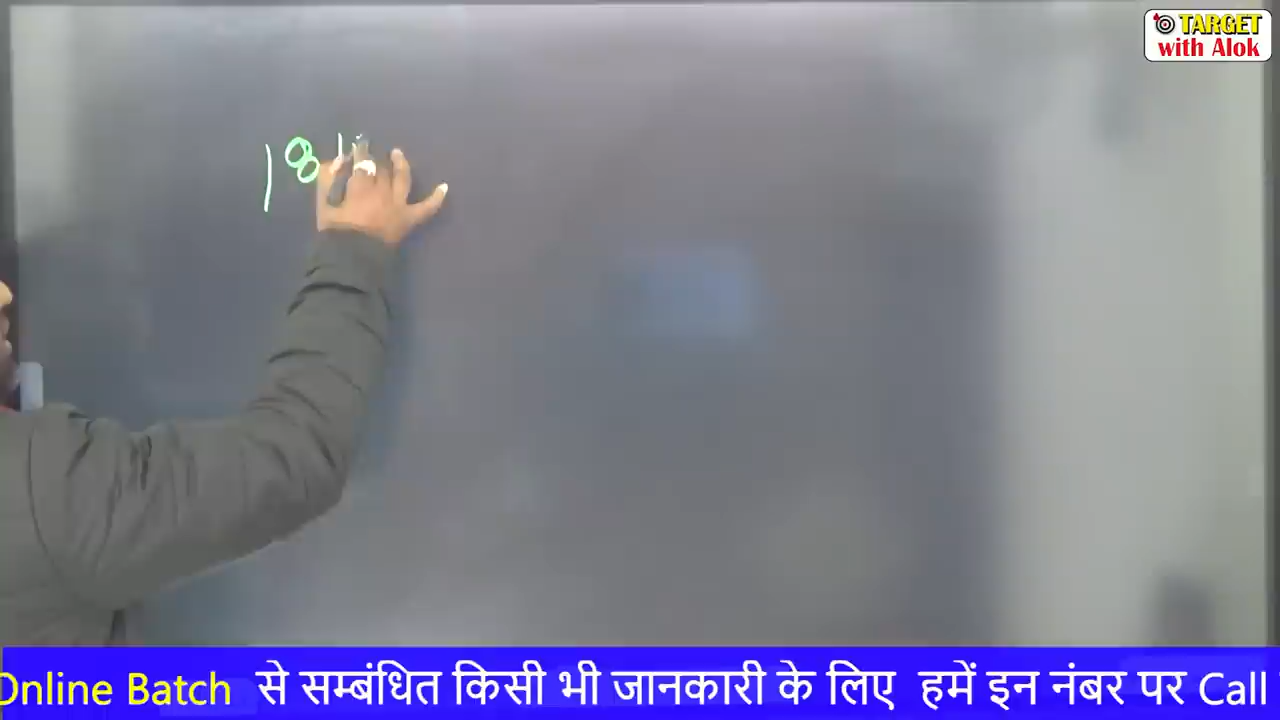 TARGET
with Alok
18
Online Batch से सम्बंधित किसी भी जानकारी के लिए हमें इन नंबर पर Call